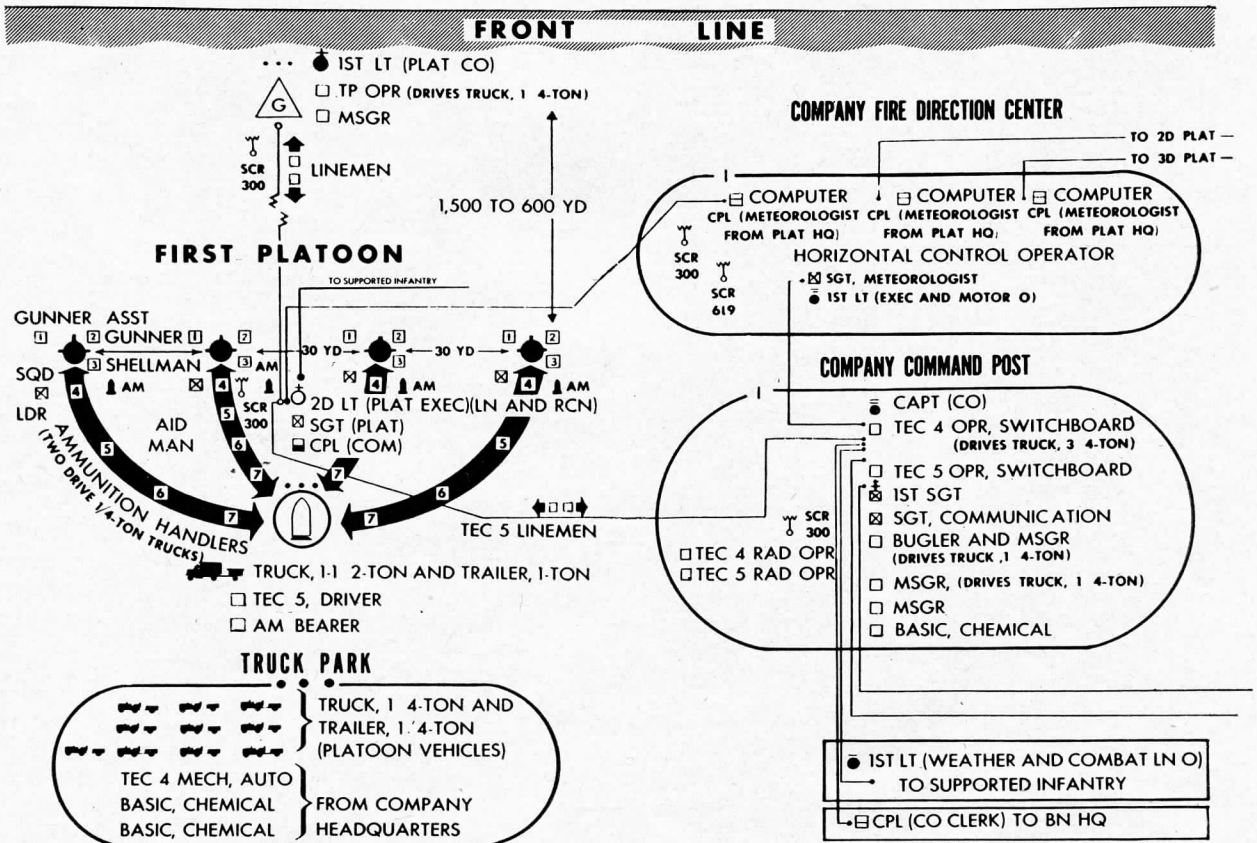 FRONT LINE
1ST LT (PLAT CO)
TP OPR (DRIVES TRUCK, 1 4-TON)
MSGR
G
SCR
300
LINEMEN
1,500 TO 600 YD
FIRST PLATOON
TO SUPPORTED INFANTRY
GUNNER ASST
GUNNER
1 2 1 2 1 2 1 2
30 YD 30 YD
3 SHELLMAN 3 3 3
SQD
LDR
AM AM AM AM
4 4 4 4
SCR
300
2D LT (PLAT EXEC)(LN AND RCN)
SGT (PLAT)
CPL (COM)
AID
MAN
5 5 5
6 6 6
7 7 7 7
AMMUNITION HANDLERS
(TWO DRIVE 1/4-TON TRUCKS)
TEC 5 LINEMEN
TRUCK, 1-1 2-TON AND TRAILER, 1-TON
TEC 5, DRIVER
AM BEARER
TRUCK PARK
TRUCK, 1 4-TON AND
TRAILER, 1/4-TON
(PLATOON VEHICLES)
TEC 4 MECH, AUTO
BASIC, CHEMICAL
BASIC, CHEMICAL
FROM COMPANY
HEADQUARTERS
COMPANY FIRE DIRECTION CENTER
TO 2D PLAT —
TO 3D PLAT —
COMPUTER COMPUTER COMPUTER
CPL (METEOROLOGIST CPL (METEOROLOGIST CPL (METEOROLOGIST
FROM PLAT HQ) FROM PLAT HQ) FROM PLAT HQ)
SCR
300
SCR
619
HORIZONTAL CONTROL OPERATOR
SGT, METEOROLOGIST
1ST LT (EXEC AND MOTOR O)
COMPANY COMMAND POST
CAPT (CO)
TEC 4 OPR, SWITCHBOARD
(DRIVES TRUCK, 3 4-TON)
TEC 5 OPR, SWITCHBOARD
1ST SGT
SGT, COMMUNICATION
BUGLER AND MSGR
(DRIVES TRUCK ,1 4-TON)
MSGR, (DRIVES TRUCK, 1 4-TON)
MSGR
BASIC, CHEMICAL
SCR
300
TEC 4 RAD OPR
TEC 5 RAD OPR
1ST LT (WEATHER AND COMBAT LN O)
TO SUPPORTED INFANTRY
CPL (CO CLERK) TO BN HQ